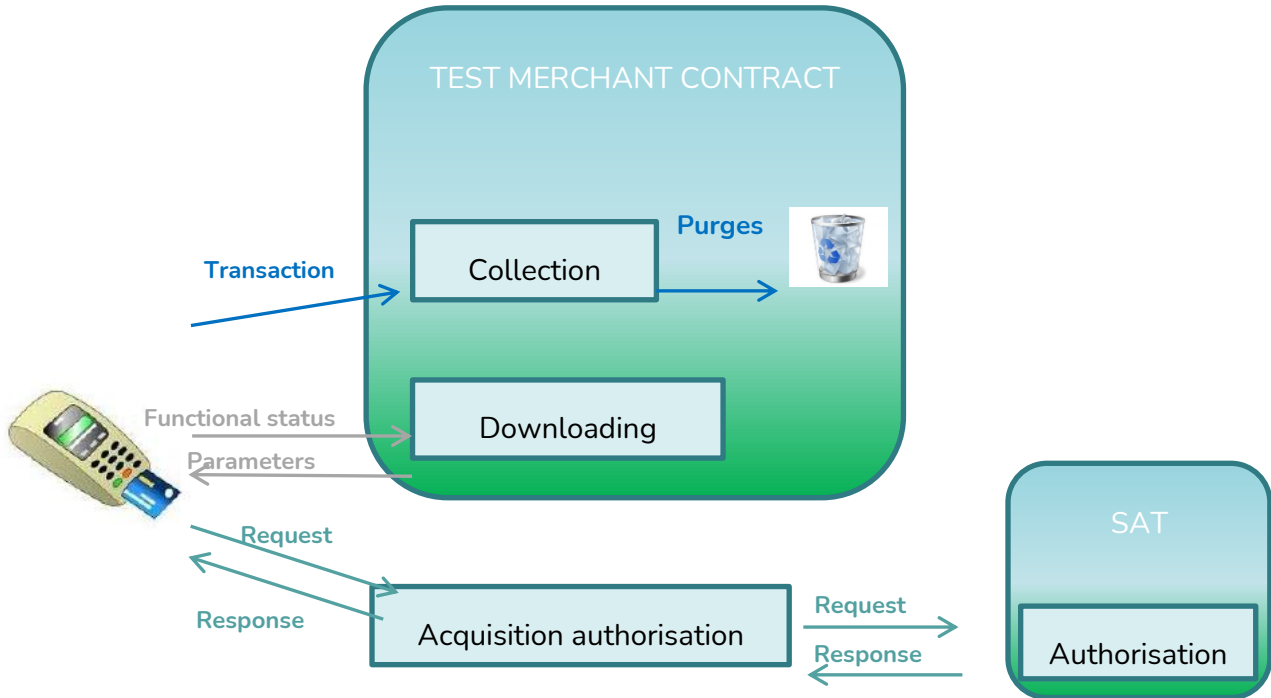 TEST MERCHANT CONTRACT
Purges
Collection
Transaction
Functional status
Downloading
Parameters
SAT
Request
Response
Acquisition authorisation
Request
Response
Authorisation